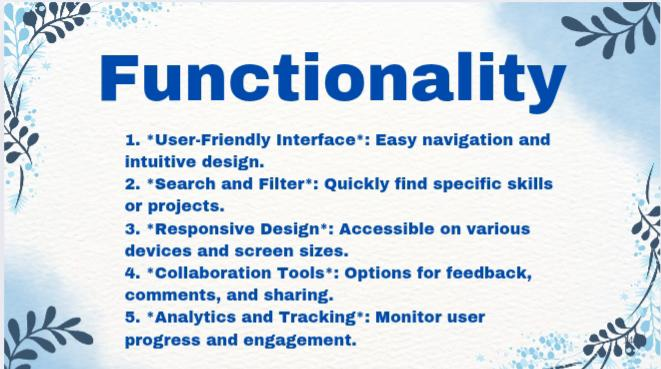 Functionality
1. *User-Friendly Interface*: Easy navigation and
intuitive design.
2. *Search and Filter*: Quickly find specific skills
or projects.
3. *Responsive Design*: Accessible on various
devices and screen sizes.
4. *Collaboration Tools*: Options for feedback,
comments, and sharing.
5. *Analytics and Tracking*: Monitor user
progress and engagement.